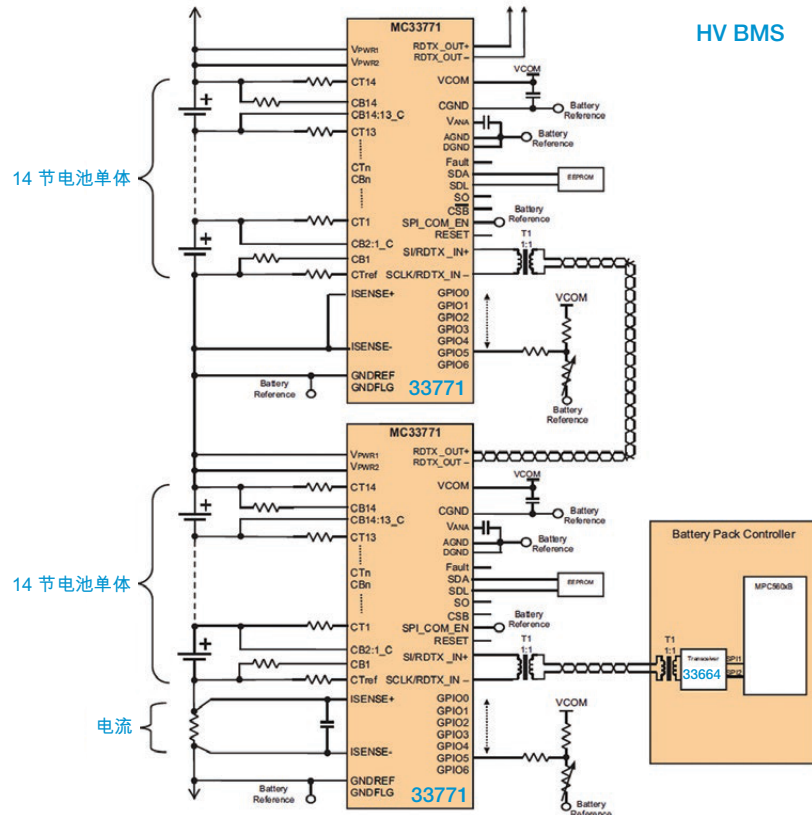 HV BMS
MC33771
VPWR1
VPWR2
CT14
CB14
CB14:13_C
CT13
CTn
CBn
CT1
CB2:1_C
CB1
CTref
ISENSE+
ISENSE-
GNDREF
GNDFLG
RDTX_OUT+
RDTX_OUT−
VCOM
CGND
VANA
AGND
DGND
Fault
SDA
SDL
SO
CSB
SPI_COM_EN
RESET
SI/RDTX_IN+
SCLK/RDTX_IN −
GPIO0
GPIO1
GPIO2
GPIO3
GPIO4
GPIO5
GPIO6
33771
14 节电池单体
Battery
Reference
VCOM
Battery
Reference
Battery
Reference
EEPROM
Battery
Reference
T1
1:1
VCOM
Battery
Reference
MC33771
VPWR1
VPWR2
CT14
CB14
CB14:13_C
CT13
CTn
CBn
CT1
CB2:1_C
CB1
CTref
ISENSE+
ISENSE-
GNDREF
GNDFLG
RDTX_OUT+
RDTX_OUT−
VCOM
CGND
VANA
AGND
DGND
Fault
SDA
SDL
SO
CSB
SPI_COM_EN
RESET
SI/RDTX_IN+
SCLK/RDTX_IN −
GPIO0
GPIO1
GPIO2
GPIO3
GPIO4
GPIO5
GPIO6
33771
14 节电池单体
电流
Battery
Reference
VCOM
Battery
Reference
Battery
Reference
EEPROM
Battery
Reference
T1
1:1
VCOM
Battery
Reference
Battery Pack Controller
MPC560xB
T1
1:1
Transceiver
33664
SPI1
SPI2